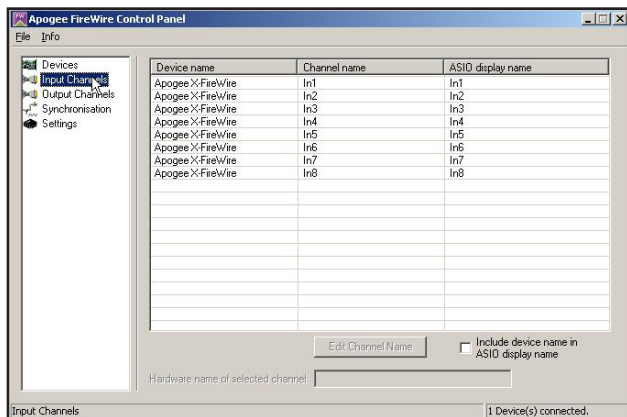 Apogee FireWire Control Panel
File Info
Devices
Input Channels
Output Channels
Synchronisation
Settings
Device name Channel name ASIO display name
Apogee X-FireWire In1 In1
Apogee X-FireWire In2 In2
Apogee X-FireWire In3 In3
Apogee X-FireWire In4 In4
Apogee X-FireWire In5 In5
Apogee X-FireWire In6 In6
Apogee X-FireWire In7 In7
Apogee X-FireWire In8 In8
Edit Channel Name
Include device name in
ASIO display name
Hardware name of selected channel:
Input Channels 1 Device(s) connected.